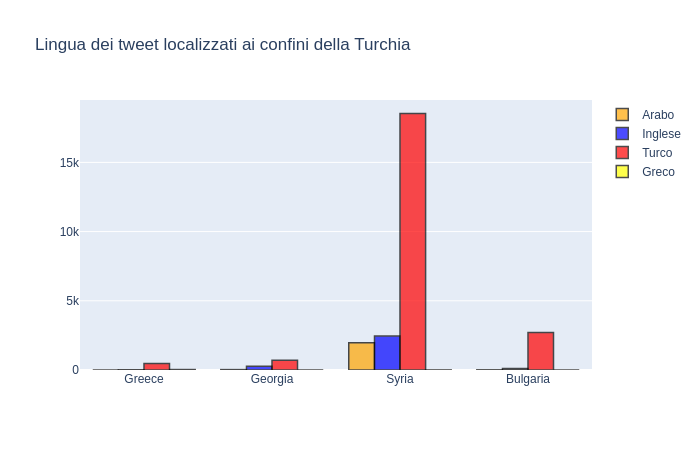 Lingua dei tweet localizzati ai confini della Turchia
Arabo
Inglese
Turco
Greco
15k
10k
5k
0
Greece
Georgia
Syria
Bulgaria